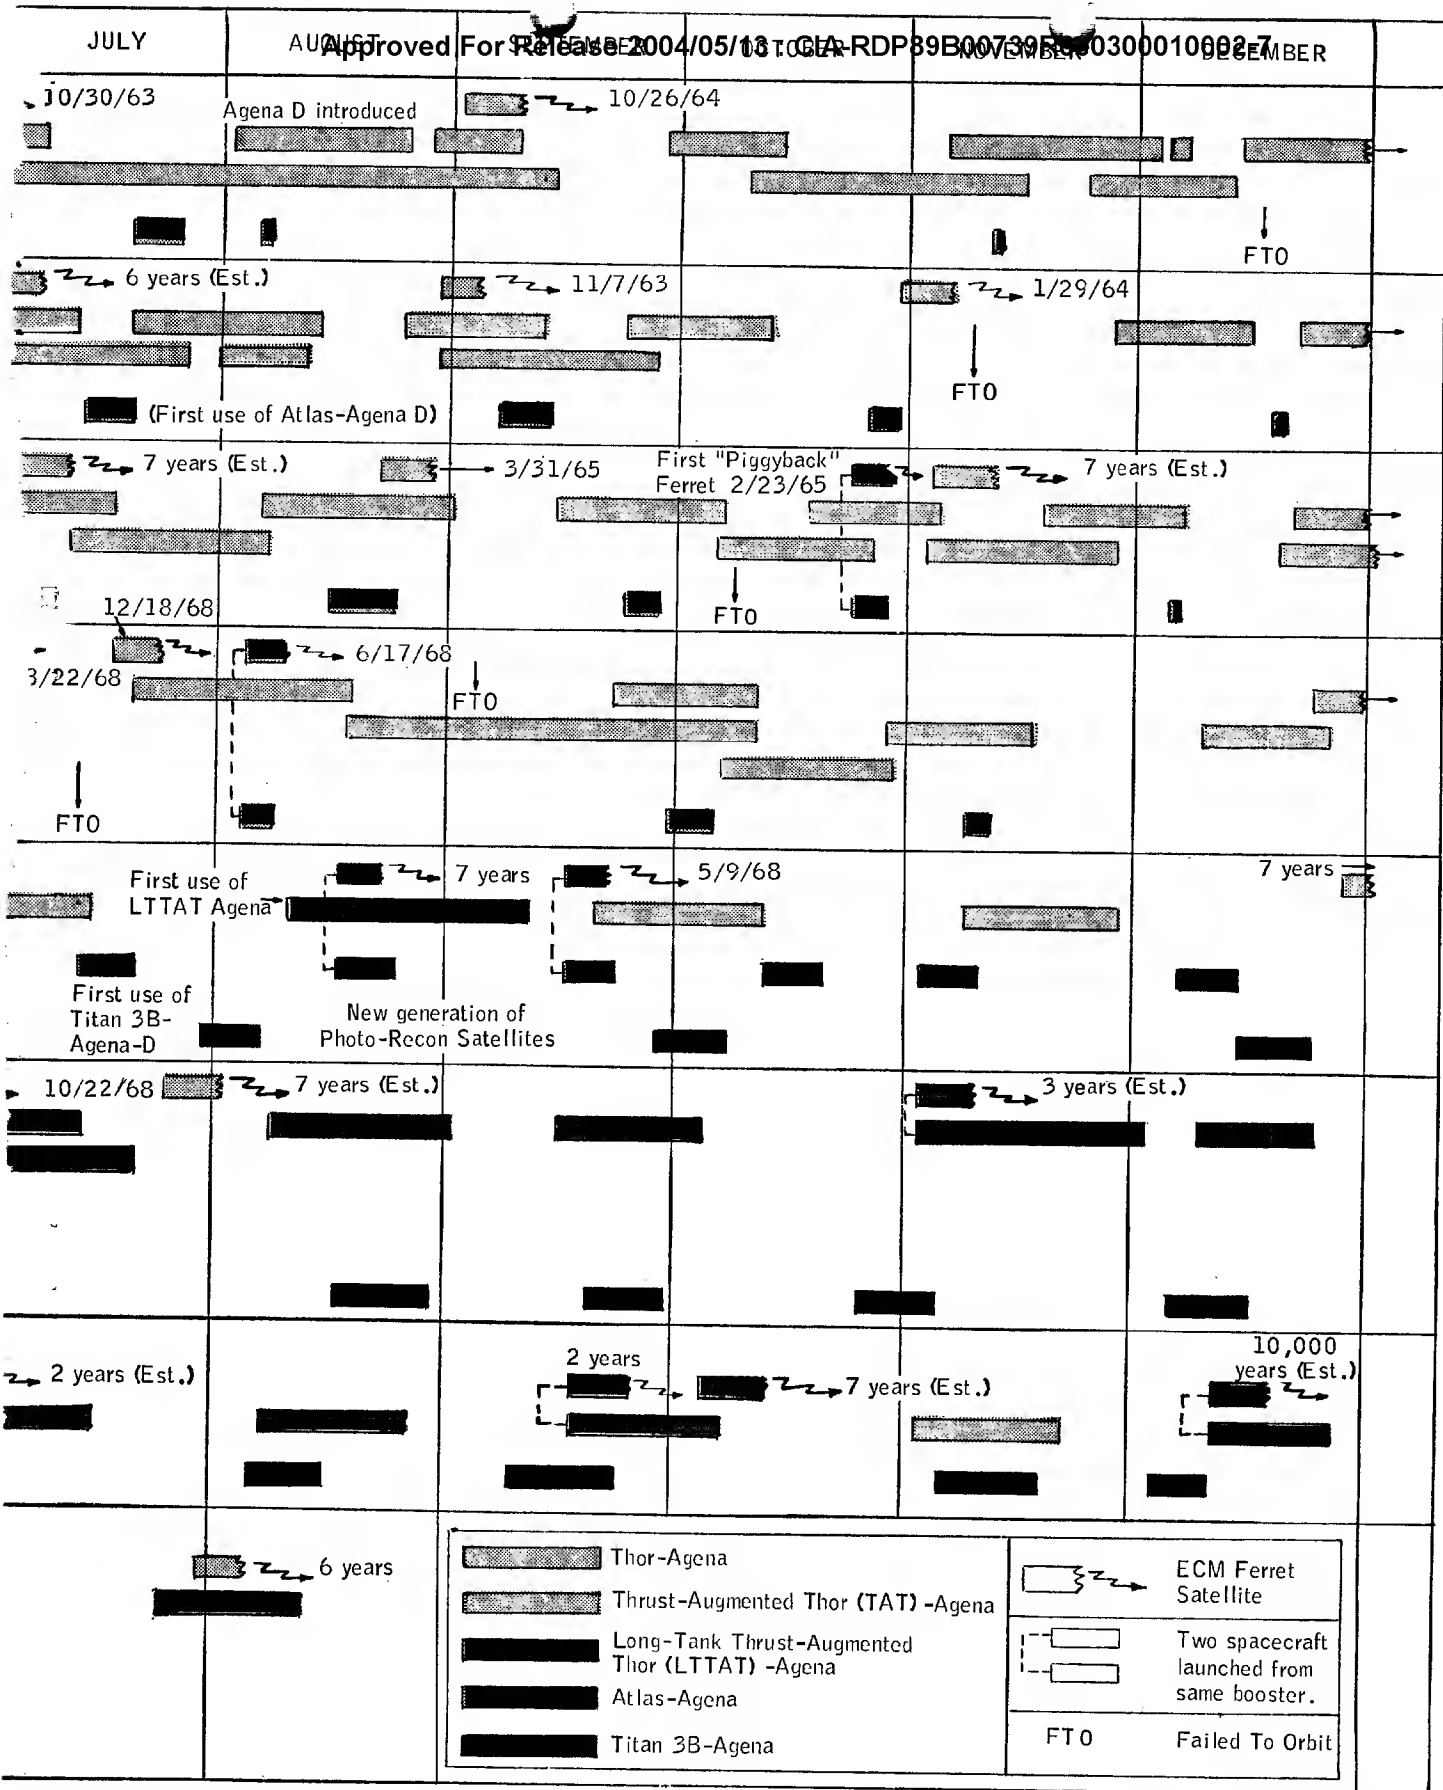 JULY
AUGUST
SEPTEMBER
OCTOBER
NOVEMBER
DECEMBER
Approved For Release 2004/05/13 : CIA-RDP89B00739R000300010002-7
10/30/63
Agena D introduced
10/26/64
FTO
6 years (Est.)
11/7/63
1/29/64
FTO
(First use of Atlas-Agena D)
7 years (Est.)
3/31/65
First "Piggyback"
Ferret 2/23/65
7 years (Est.)
FTO
12/18/68
3/22/68
6/17/68
FTO
FTO
First use of
LTTAT Agena
7 years
5/9/68
7 years
First use of
Titan 3B-
Agena-D
New generation of
Photo-Recon Satellites
10/22/68
7 years (Est.)
3 years (Est.)
2 years (Est.)
2 years
7 years (Est.)
10,000
years (Est.)
6 years
Thor-Agena
Thrust-Augmented Thor (TAT) -Agena
Long-Tank Thrust-Augmented
Thor (LTTAT) -Agena
Atlas-Agena
Titan 3B-Agena
ECM Ferret
Satellite
Two spacecraft
launched from
same booster.
FTO
Failed To Orbit